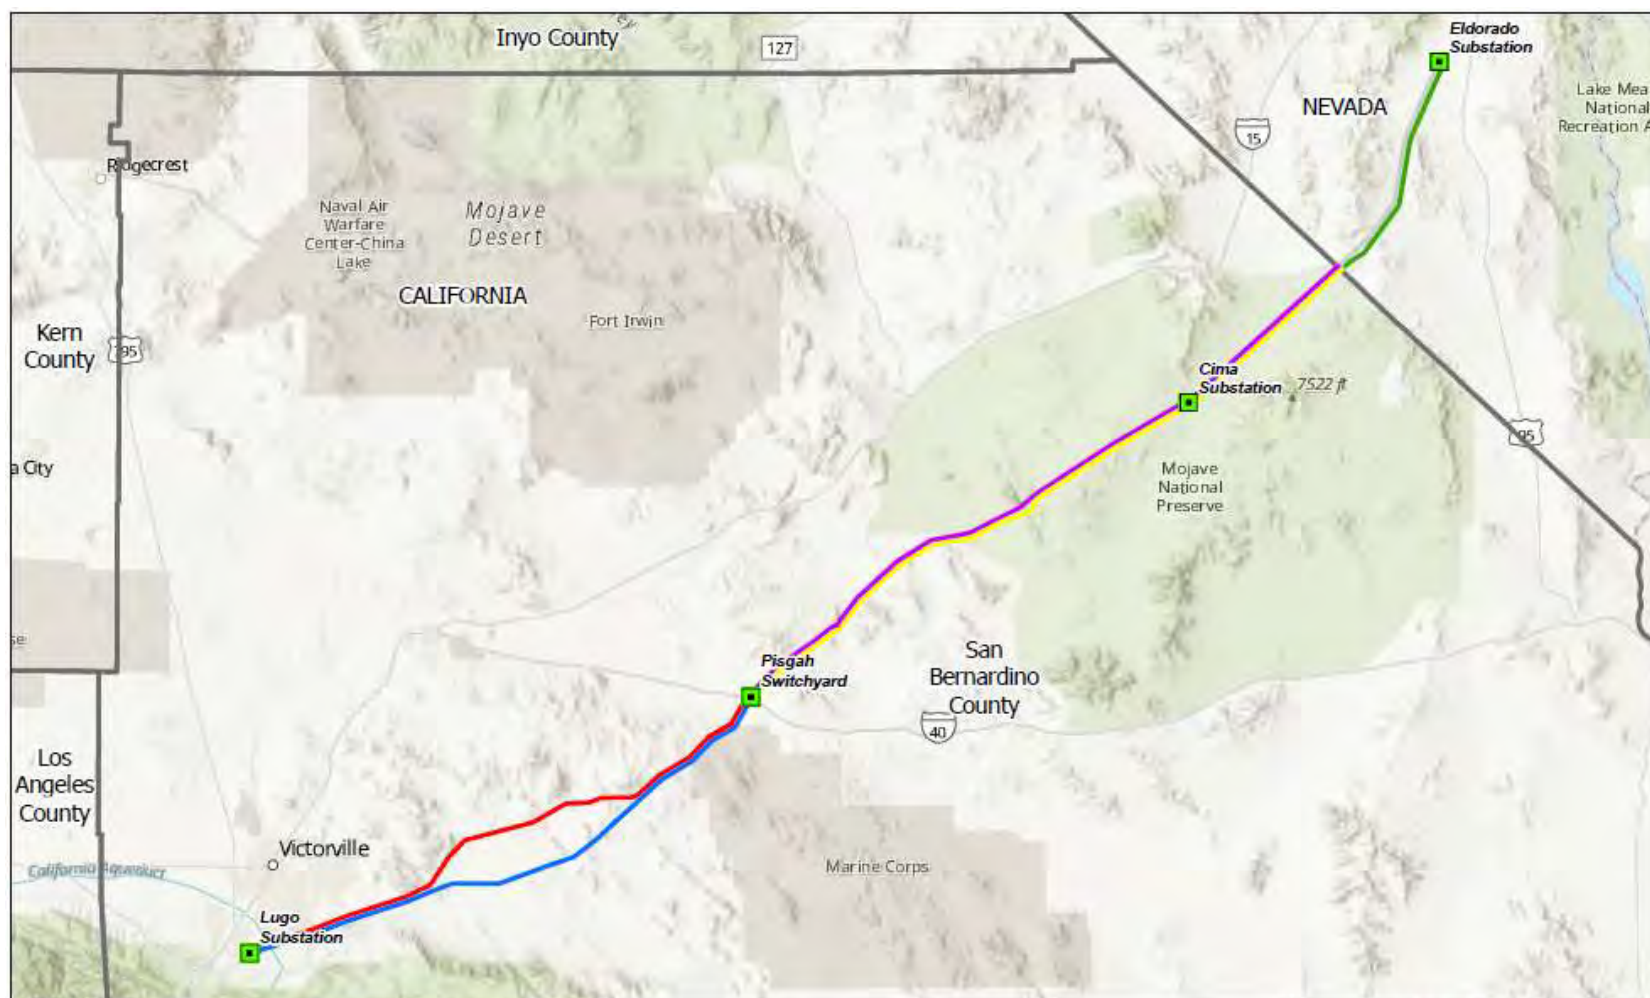 Inyo County
127
Eldorado
Substation
Lake Mea
National
Recreation A
NEVADA
15
Ridgecrest
Naval Air
Warfare
Center-China
Lake
Mojave
Desert
CALIFORNIA
Fort Irwin
Kern
County
395
Cima
Substation
7522 ft
95
a City
Mojave
National
Preserve
se
San
Bernardino
County
Pisgah
Switchyard
40
Los
Angeles
County
Victorville
California Aqueduct
Marine Corps
Lugo
Substation